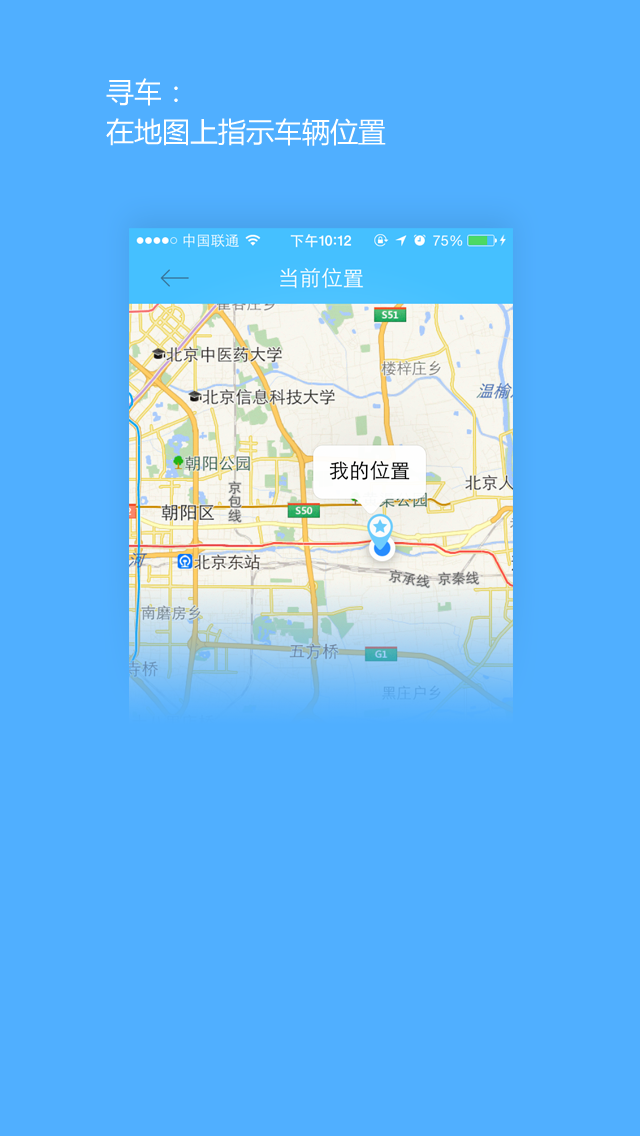 寻车：
在地图上指示车辆位置
中国联通 下午10:12 75%
当前位置
S51
北京中医药大学
楼梓庄乡
北京信息科技大学
温榆
我的位置
朝阳公园
北京人
京包线
公园
朝阳区
S50
河
北京东站
京承线 京秦线
南磨房乡
五方桥
G1
寺桥
黑庄户乡